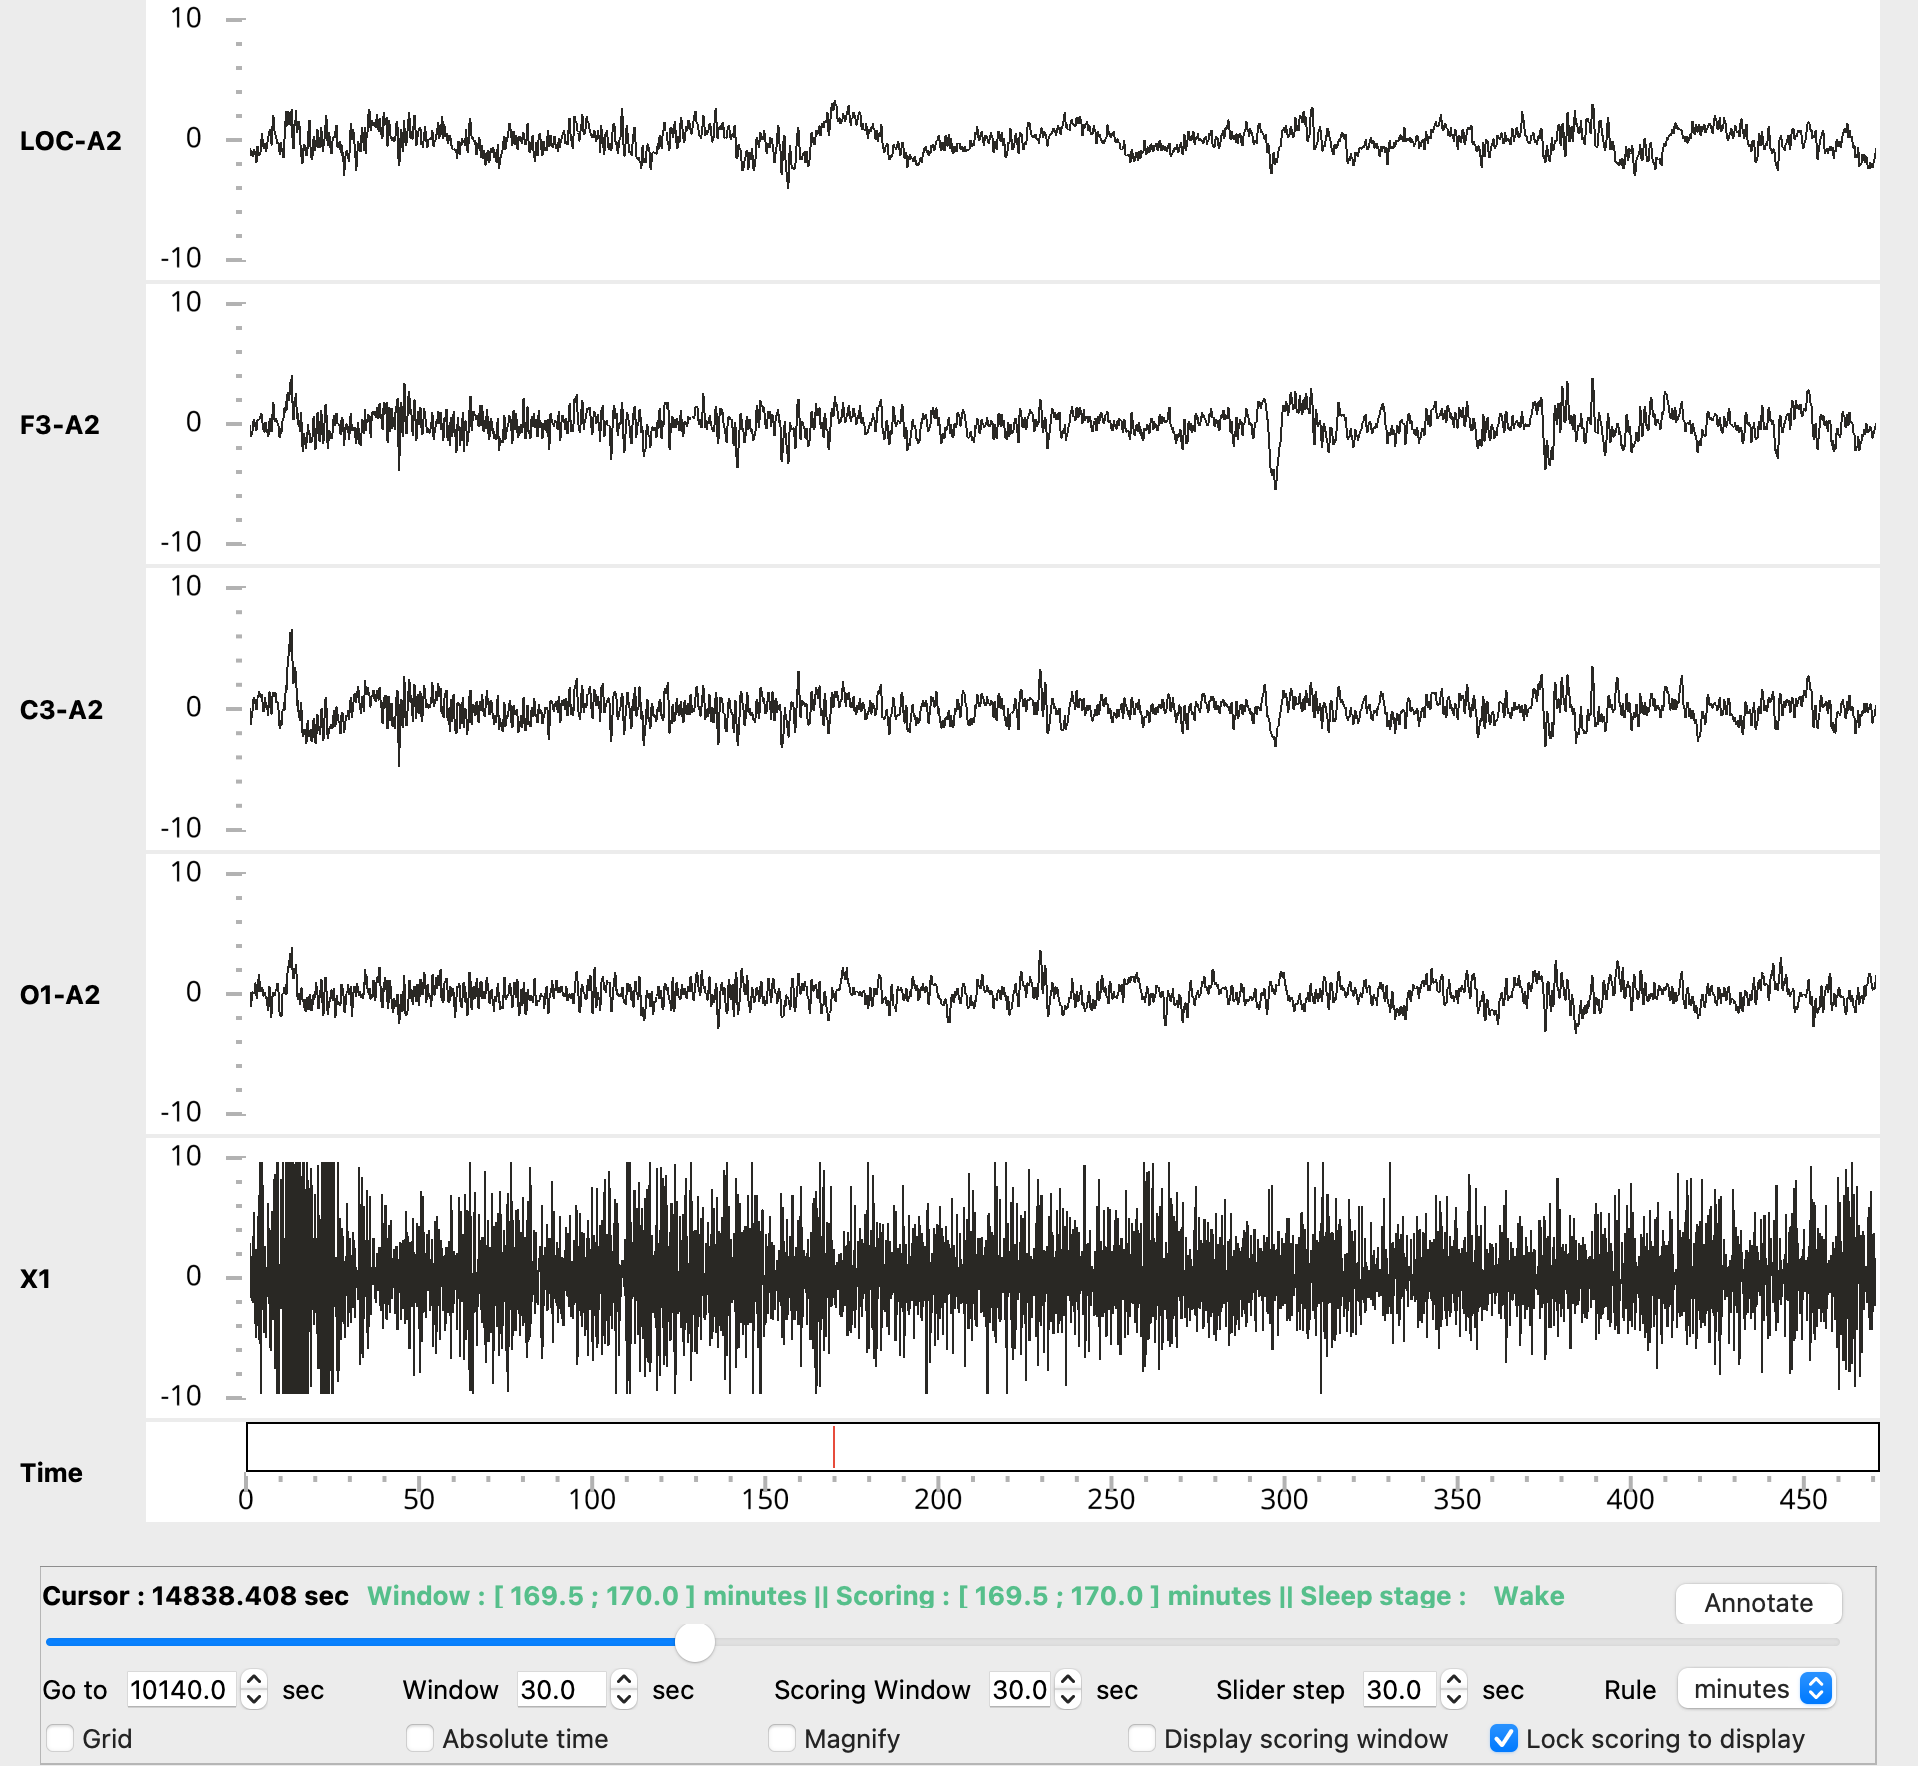 10
LOC-A2
0
-10
10
F3-A2
0
-10
10
C3-A2
0
-10
10
O1-A2
0
-10
10
X1
0
-10
Time
0 50 100 150 200 250 300 350 400 450
Cursor : 14838.408 sec Window : [ 169.5 ; 170.0 ] minutes || Scoring : [ 169.5 ; 170.0 ] minutes || Sleep stage : Wake Annotate
Go to 10140.0 sec Window 30.0 sec Scoring Window 30.0 sec Slider step 30.0 sec Rule minutes
Grid Absolute time Magnify Display scoring window Lock scoring to display